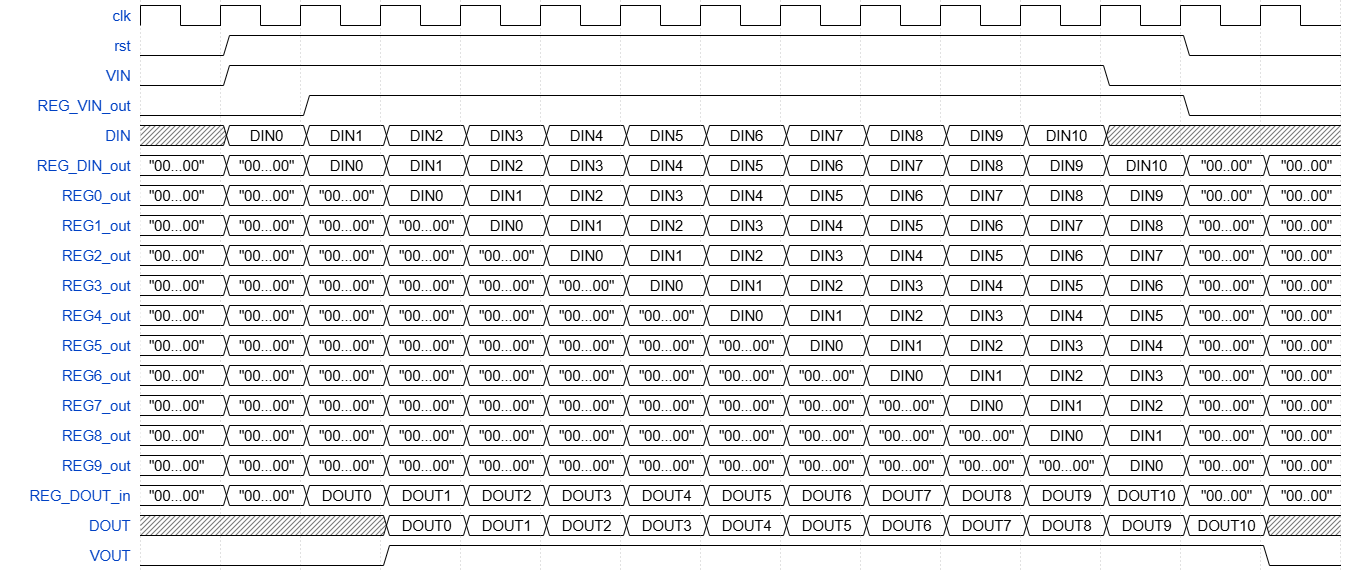 clk
rst
VIN
REG_VIN_out
DIN DIN0 DIN1 DIN2 DIN3 DIN4 DIN5 DIN6 DIN7 DIN8 DIN9 DIN10
REG_DIN_out "00...00" "00...00" DIN0 DIN1 DIN2 DIN3 DIN4 DIN5 DIN6 DIN7 DIN8 DIN9 DIN10 "00..00" "00..00"
REG0_out "00...00" "00...00" "00...00" DIN0 DIN1 DIN2 DIN3 DIN4 DIN5 DIN6 DIN7 DIN8 DIN9 "00..00" "00..00"
REG1_out "00...00" "00...00" "00...00" "00...00" DIN0 DIN1 DIN2 DIN3 DIN4 DIN5 DIN6 DIN7 DIN8 "00..00" "00..00"
REG2_out "00...00" "00...00" "00...00" "00...00" "00...00" DIN0 DIN1 DIN2 DIN3 DIN4 DIN5 DIN6 DIN7 "00..00" "00..00"
REG3_out "00...00" "00...00" "00...00" "00...00" "00...00" "00...00" DIN0 DIN1 DIN2 DIN3 DIN4 DIN5 DIN6 "00..00" "00..00"
REG4_out "00...00" "00...00" "00...00" "00...00" "00...00" "00...00" "00...00" DIN0 DIN1 DIN2 DIN3 DIN4 DIN5 "00..00" "00..00"
REG5_out "00...00" "00...00" "00...00" "00...00" "00...00" "00...00" "00...00" "00...00" DIN0 DIN1 DIN2 DIN3 DIN4 "00..00" "00..00"
REG6_out "00...00" "00...00" "00...00" "00...00" "00...00" "00...00" "00...00" "00...00" "00...00" DIN0 DIN1 DIN2 DIN3 "00..00" "00..00"
REG7_out "00...00" "00...00" "00...00" "00...00" "00...00" "00...00" "00...00" "00...00" "00...00" "00...00" DIN0 DIN1 DIN2 "00..00" "00..00"
REG8_out "00...00" "00...00" "00...00" "00...00" "00...00" "00...00" "00...00" "00...00" "00...00" "00...00" "00...00" DIN0 DIN1 "00..00" "00..00"
REG9_out "00...00" "00...00" "00...00" "00...00" "00...00" "00...00" "00...00" "00...00" "00...00" "00...00" "00...00" "00...00" DIN0 "00..00" "00..00"
REG_DOUT_in "00...00" "00...00" DOUT0 DOUT1 DOUT2 DOUT3 DOUT4 DOUT5 DOUT6 DOUT7 DOUT8 DOUT9 DOUT10 "00..00" "00..00"
DOUT DOUT0 DOUT1 DOUT2 DOUT3 DOUT4 DOUT5 DOUT6 DOUT7 DOUT8 DOUT9 DOUT10
VOUT